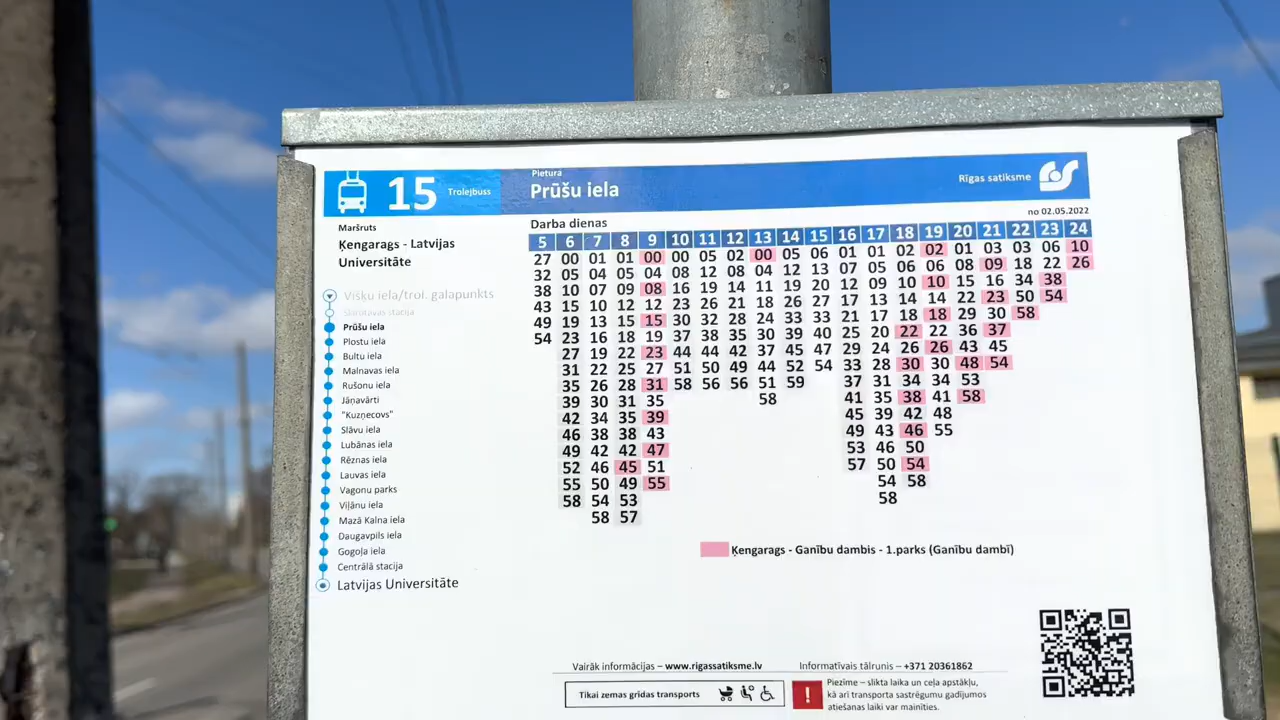 15 Trolejbuss
Pietura
Prūšu iela
Rīgas satiksme
no 02.05.2022
Maršruts
Ķengarags - Latvijas
Universitāte
Višķu iela/trol. galapunkts
stacija
Prūšu iela
Plostu iela
Bultu iela
Malnavas iela
Rušonu iela
Jāņavārti
"Kuzņecovs"
Slāvu iela
Lubānas iela
Rēznas iela
Lauvas iela
Vagonu parks
Viļānu iela
Mazā Kalna iela
Daugavpils iela
Gogoļa iela
Centrālā stacija
Latvijas Universitāte
Darba dienas
5 6 7 8 9 10 11 12 13 14 15 16 17 18 19 20 21 22 23 24
27 00 01 01 00 00 05 02 00 05 06 01 01 02 02 01 03 03 06 10
32 05 04 05 04 08 12 08 04 12 13 07 05 06 06 08 09 18 22 26
38 10 07 09 08 16 19 14 11 19 20 12 09 10 10 15 16 34 38
43 15 10 12 12 23 26 21 18 26 27 17 13 14 14 22 23 50 54
49 19 13 15 15 30 32 28 24 33 33 21 17 18 18 29 30 58
54 23 16 18 19 37 38 35 30 39 40 25 20 22 22 36 37
27 19 22 23 44 44 42 37 45 47 29 24 26 26 43 45
31 22 25 27 51 50 49 44 52 54 33 28 30 30 48 54
35 26 28 31 58 56 56 51 59 37 31 34 34 53
39 30 31 35 58 41 35 38 41 58
42 34 35 39 45 39 42 48
46 38 38 43 49 43 46 55
49 42 42 47 53 46 50
52 46 45 51 57 50 54
55 50 49 55 54 58
58 54 53 58
58 57
Ķengarags - Ganību dambis - 1.parks (Ganību dambī)
Vairāk informācijas – www.rigassatiksme.lv
Informatīvais tālrunis – +371 20361862
Tikai zemas grīdas transports
!
Piezīme – slikta laika un ceļa apstākļu,
kā arī transporta sastrēgumu gadījumos
atiešanas laiki var mainīties.